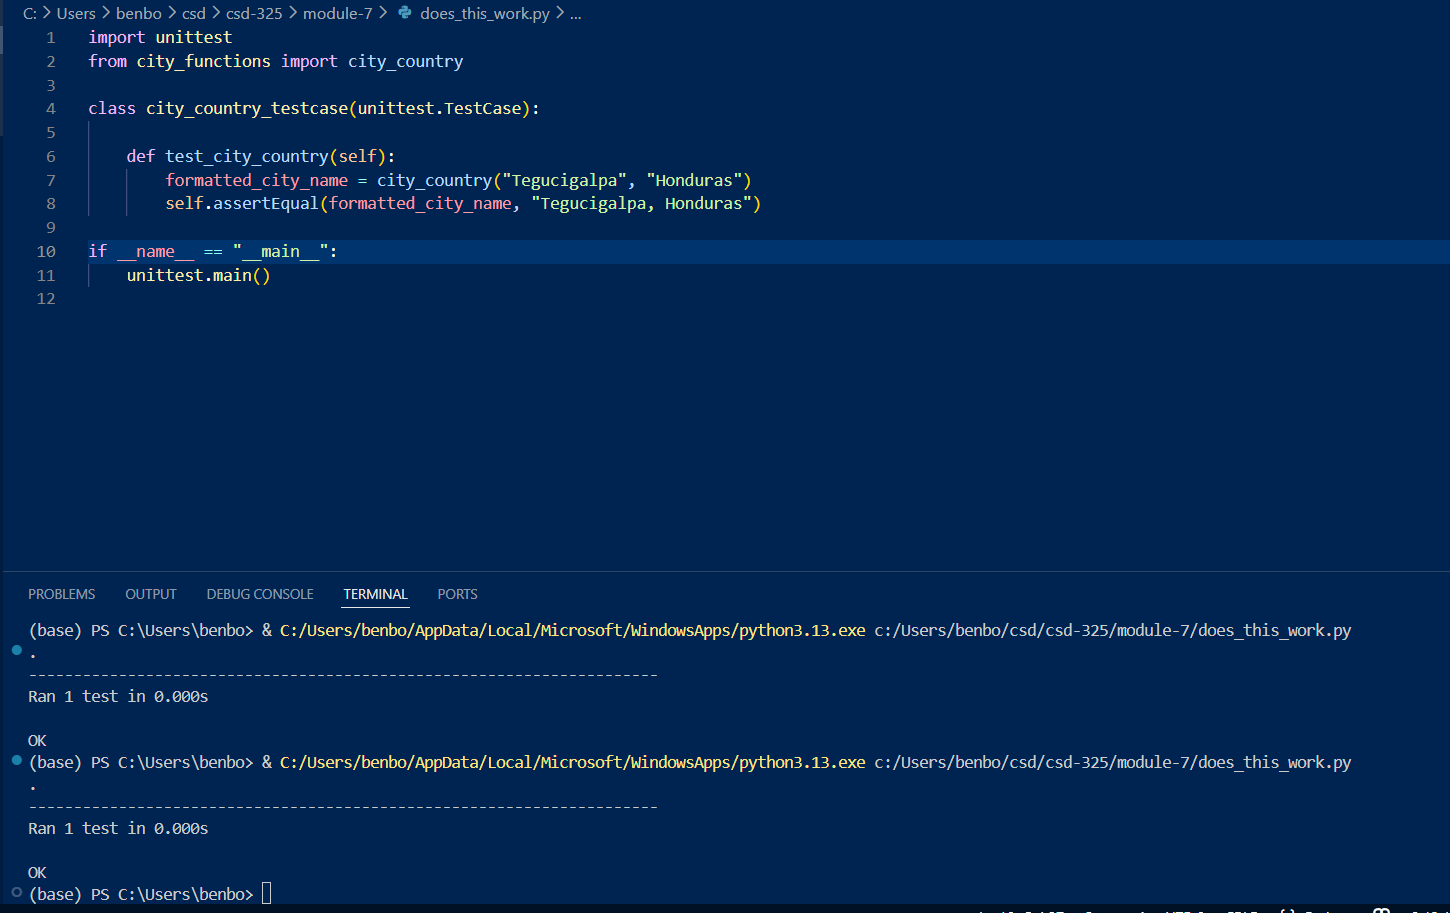 C: > Users > benbo > csd > csd-325 > module-7 > does_this_work.py > ...
1 import unittest
2 from city_functions import city_country
3
4 class city_country_testcase(unittest.TestCase):
5
6     def test_city_country(self):
7         formatted_city_name = city_country("Tegucigalpa", "Honduras")
8         self.assertEqual(formatted_city_name, "Tegucigalpa, Honduras")
9
10 if __name__ == "__main__":
11     unittest.main()
12
PROBLEMS OUTPUT DEBUG CONSOLE TERMINAL PORTS
(base) PS C:\Users\benbo> & C:/Users/benbo/AppData/Local/Microsoft/WindowsApps/python3.13.exe c:/Users/benbo/csd/csd-325/module-7/does_this_work.py
.
----------------------------------------------------------------------
Ran 1 test in 0.000s
OK
(base) PS C:\Users\benbo> & C:/Users/benbo/AppData/Local/Microsoft/WindowsApps/python3.13.exe c:/Users/benbo/csd/csd-325/module-7/does_this_work.py
.
----------------------------------------------------------------------
Ran 1 test in 0.000s
OK
(base) PS C:\Users\benbo>